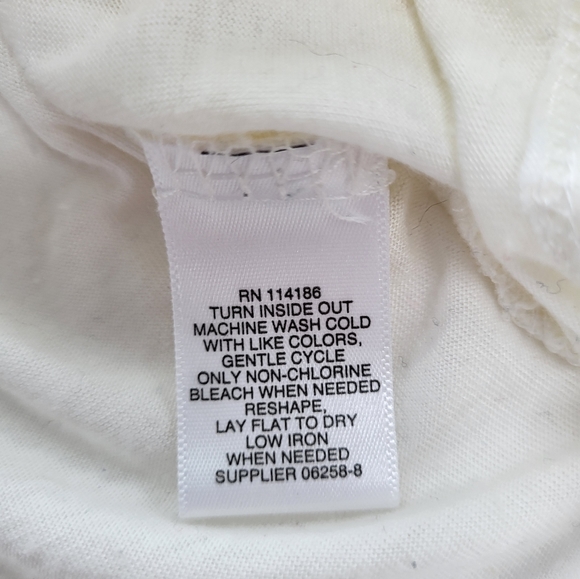 RN 114186
TURN INSIDE OUT
MACHINE WASH COLD
WITH LIKE COLORS,
GENTLE CYCLE
ONLY NON-CHLORINE
BLEACH WHEN NEEDED
RESHAPE,
LAY FLAT TO DRY
LOW IRON
WHEN NEEDED
SUPPLIER 06258-8